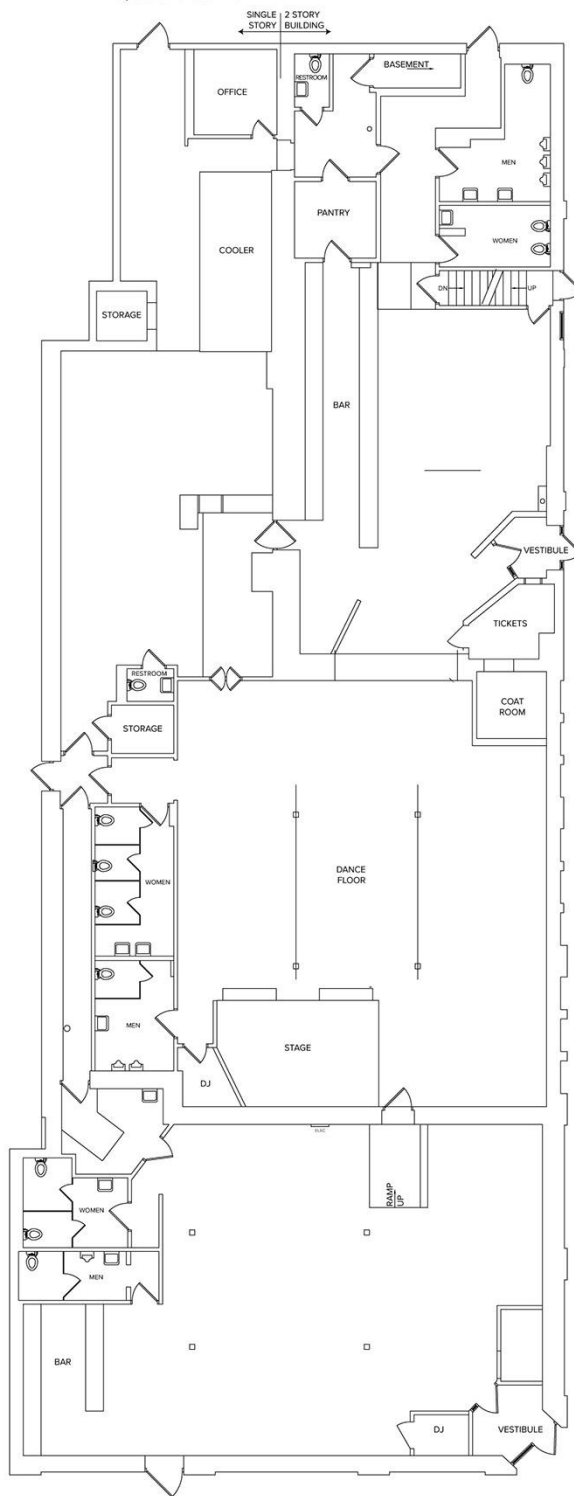 SINGLE
STORY
2 STORY
BUILDING
OFFICE
RESTROOM
BASEMENT
MEN
PANTRY
COOLER
WOMEN
DN
UP
STORAGE
BAR
VESTIBULE
TICKETS
RESTROOM
COAT
ROOM
STORAGE
DANCE
FLOOR
WOMEN
MEN
STAGE
DJ
ELEC
RAMP
UP
WOMEN
MEN
BAR
DJ
VESTIBULE